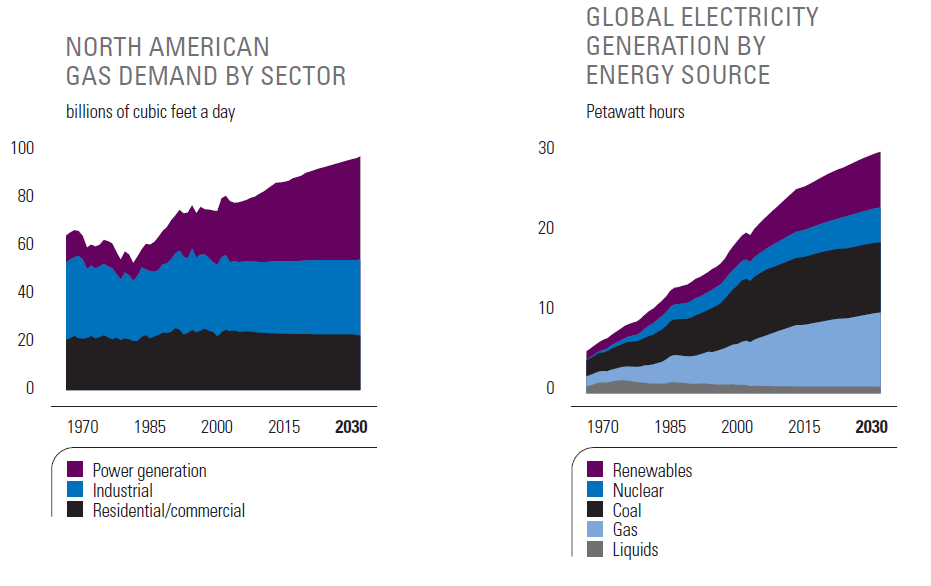 NORTH AMERICAN
GAS DEMAND BY SECTOR
billions of cubic feet a day
100
80
60
40
20
0
1970 1985 2000 2015 2030
Power generation
Industrial
Residential/commercial
GLOBAL ELECTRICITY
GENERATION BY
ENERGY SOURCE
Petawatt hours
30
20
10
0
1970 1985 2000 2015 2030
Renewables
Nuclear
Coal
Gas
Liquids